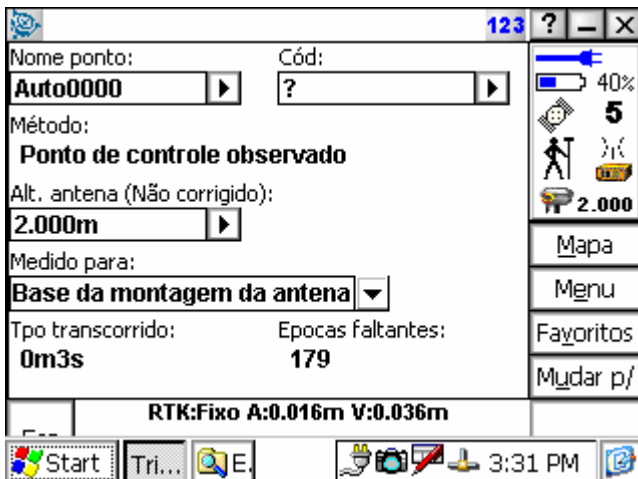 123 ?
Nome ponto: Cód:
Auto0000 ?
Método:
Ponto de controle observado
Alt. antena (Não corrigido):
2.000m
Medido para:
Base da montagem da antena
Tpo transcorrido: Epocas faltantes:
0m3s 179
40%
5
2.000
Mapa
Menu
Favoritos
Mudar p/
RTK:Fixo A:0.016m V:0.036m
Start Tri... E. 3:31 PM